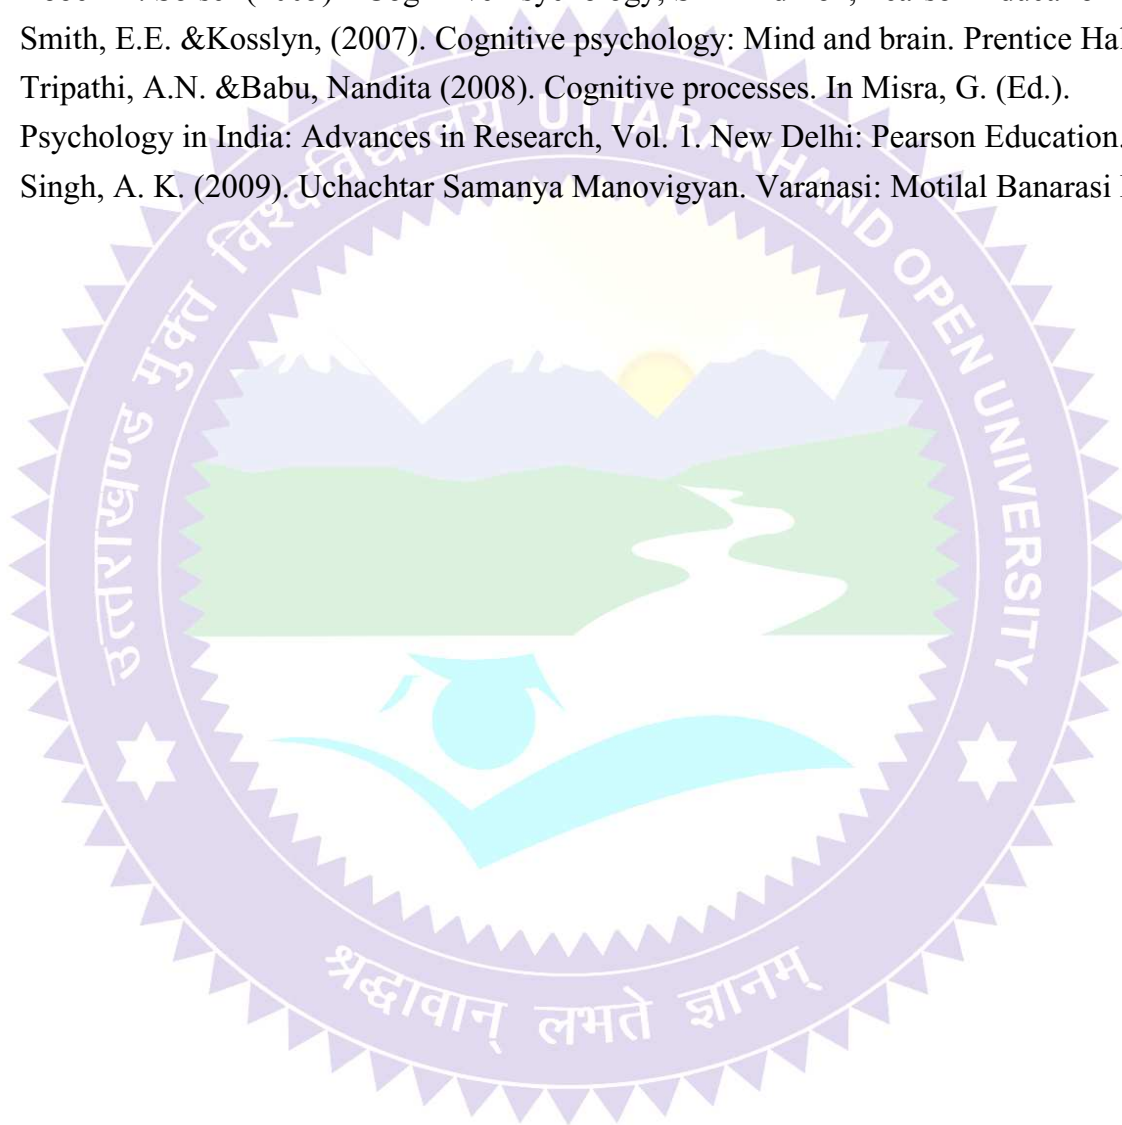 Smith, E.E. &Kosslyn, (2007). Cognitive psychology: Mind and brain. Prentice
Tripathi, A.N. &Babu, Nandita (2008). Cognitive processes. In Misra, G. (Ed.).
Psychology in India: Advances in Research, Vol. 1. New Delhi: Pearson Education.
Singh, A. K. (2009). Uchachtar Samanya Manovigyan. Varanasi: Motilal Banarasi
उत्तराखण्ड मुक्त विश्वविद्यालय
UTTARAKHAND OPEN UNIVERSITY
श्रद्धावान् लभते ज्ञानम्